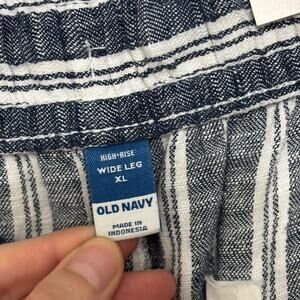 HIGH-RISE
WIDE LEG
XL
OLD NAVY
MADE IN
INDONESIA